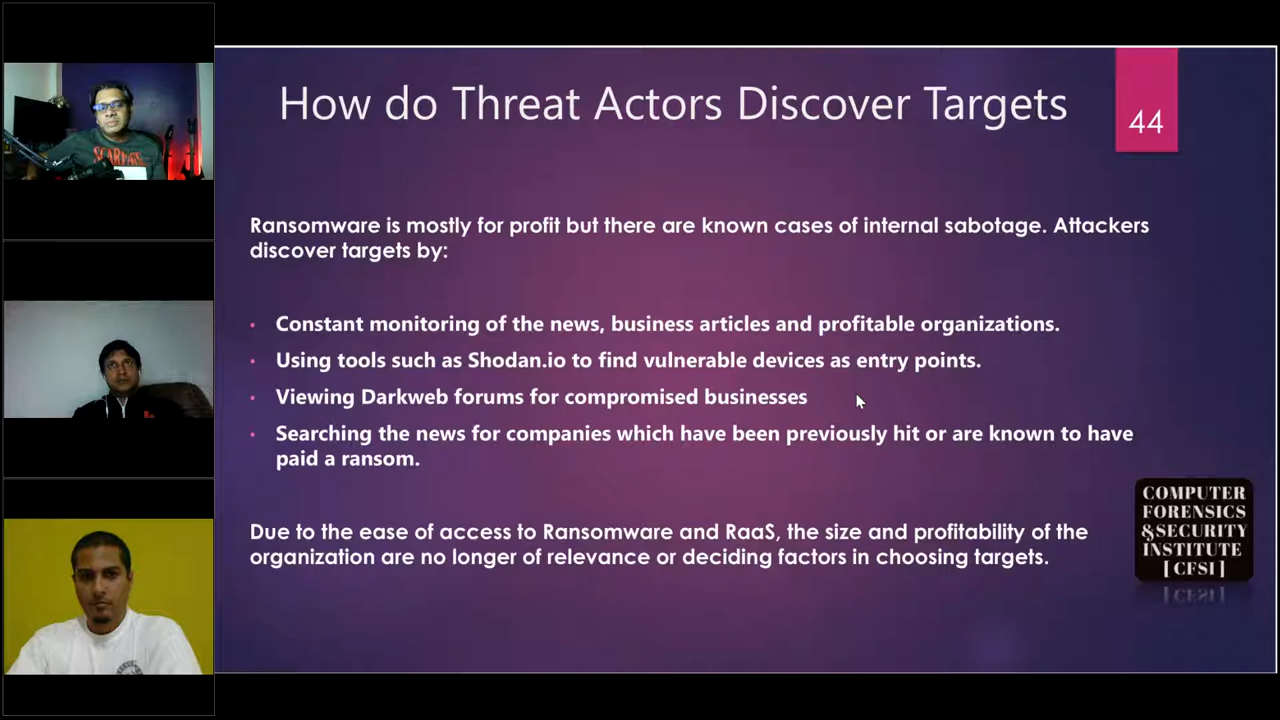 How do Threat Actors Discover Targets
44
Ransomware is mostly for profit but there are known cases of internal sabotage. Attackers
discover targets by:
• Constant monitoring of the news, business articles and profitable organizations.
• Using tools such as Shodan.io to find vulnerable devices as entry points.
• Viewing Darkweb forums for compromised businesses
• Searching the news for companies which have been previously hit or are known to have
paid a ransom.
Due to the ease of access to Ransomware and RaaS, the size and profitability of the
organization are no longer of relevance or deciding factors in choosing targets.
COMPUTER
FORENSICS
&SECURITY
INSTITUTE
[ CFSI ]
SCARFACE